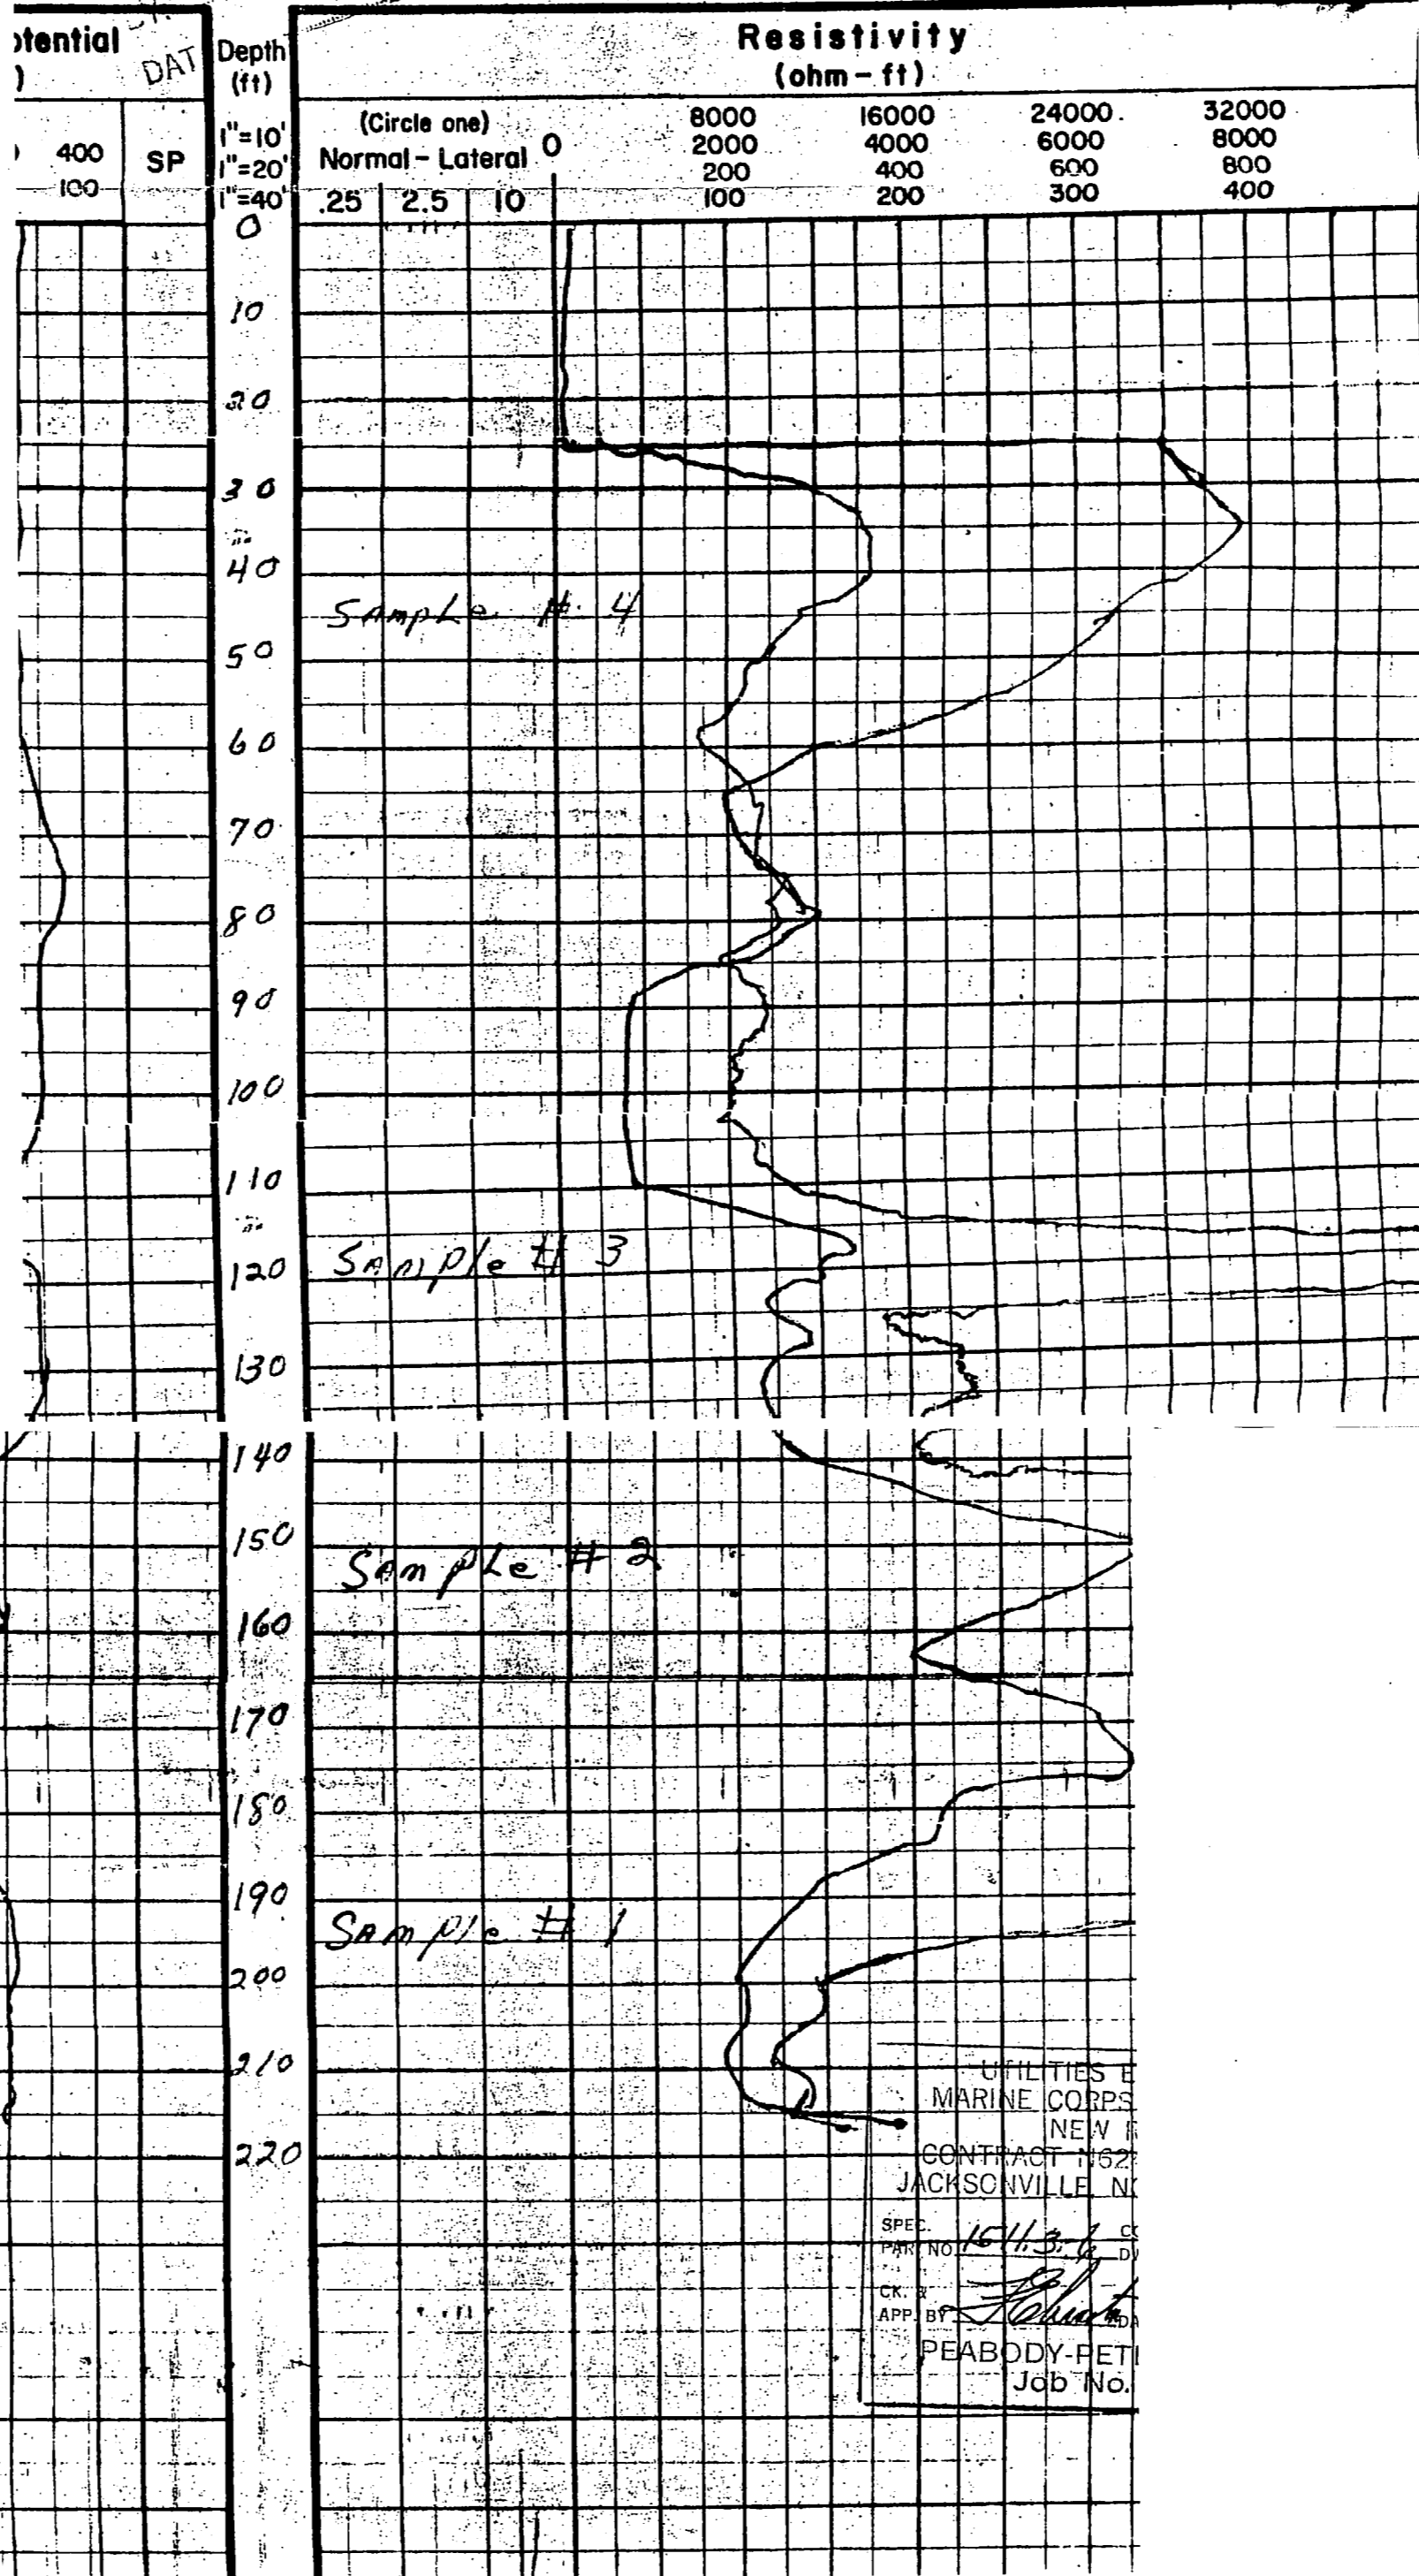 otential
)
DAT
Depth
(ft)
Resistivity
(ohm-ft)
400
100
SP
1"=10'
1"=20'
1"=40'
(Circle one)
Normal - Lateral
.25 2.5 10
0
8000 16000 24000 32000
2000 4000 6000 8000
200 400 600 800
100 200 300 400
0
10
20
30
40
Sample # 4
50
60
70
80
90
100
110
Sample # 3
120
130
140
150
Sample # 2
160
170
180
190
Sample # 1
200
210
220
UTILITIES E
MARINE CORPS
NEW
CONTRACT N62
JACKSONVILLE, N
SPEC.
PAR. NO.
CK. &
APP. BY
PEABODY-PET
Job No.